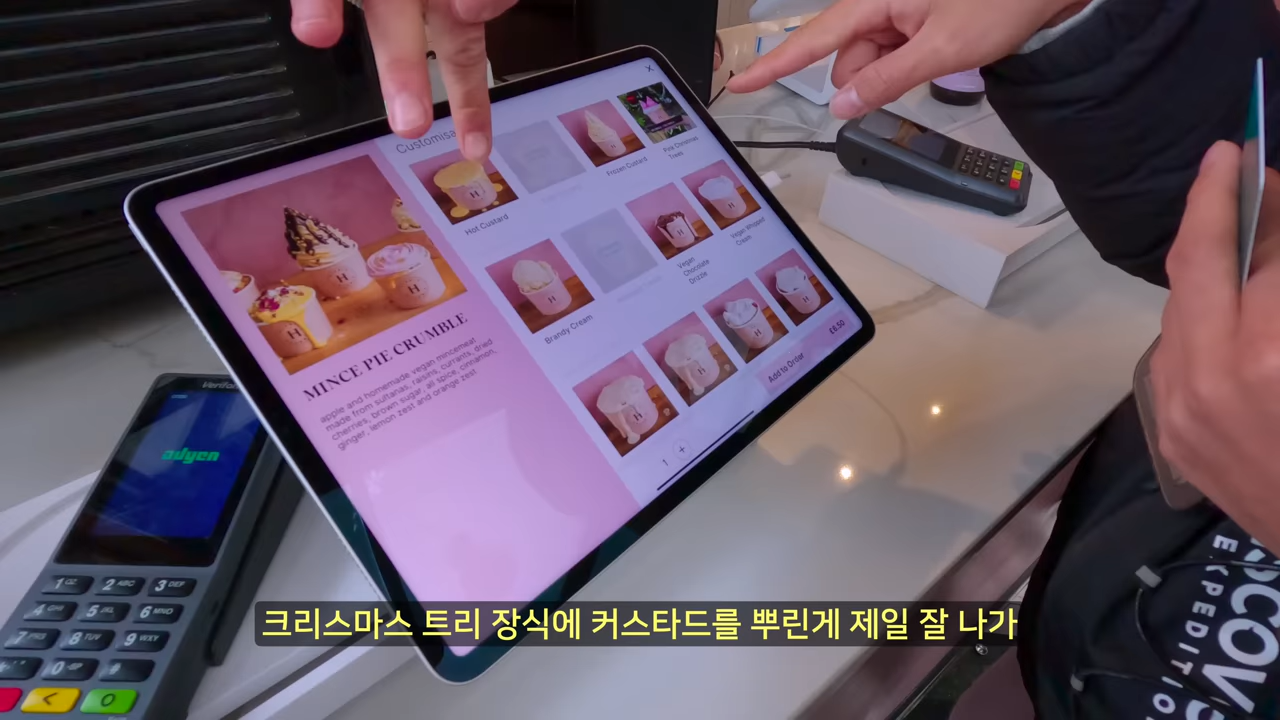 Customisa
Hot Custard
Frozen Custard
Pink Christmas
Trees
Brandy Cream
Vegan
Chocolate
Drizzle
Vegan Whipped
Cream
MINCE PIE CRUMBLE
apple and homemade vegan mincemeat
made from sultanas, raisins, currants, dried
cherries, brown sugar, all spice, cinnamon,
ginger, lemon zest and orange zest
£6.50
Add to Order
1 +
H
H
H
Verifon
adyen
1 2 ABC 3 DEF
4 GHI 5 JKL 6 MNO
7 PRS 8 TUV 9 WXY
0 #
< O
SCOV
EXPEDITIO
크리스마스 트리 장식에 커스타드를 뿌린게 제일 잘 나가